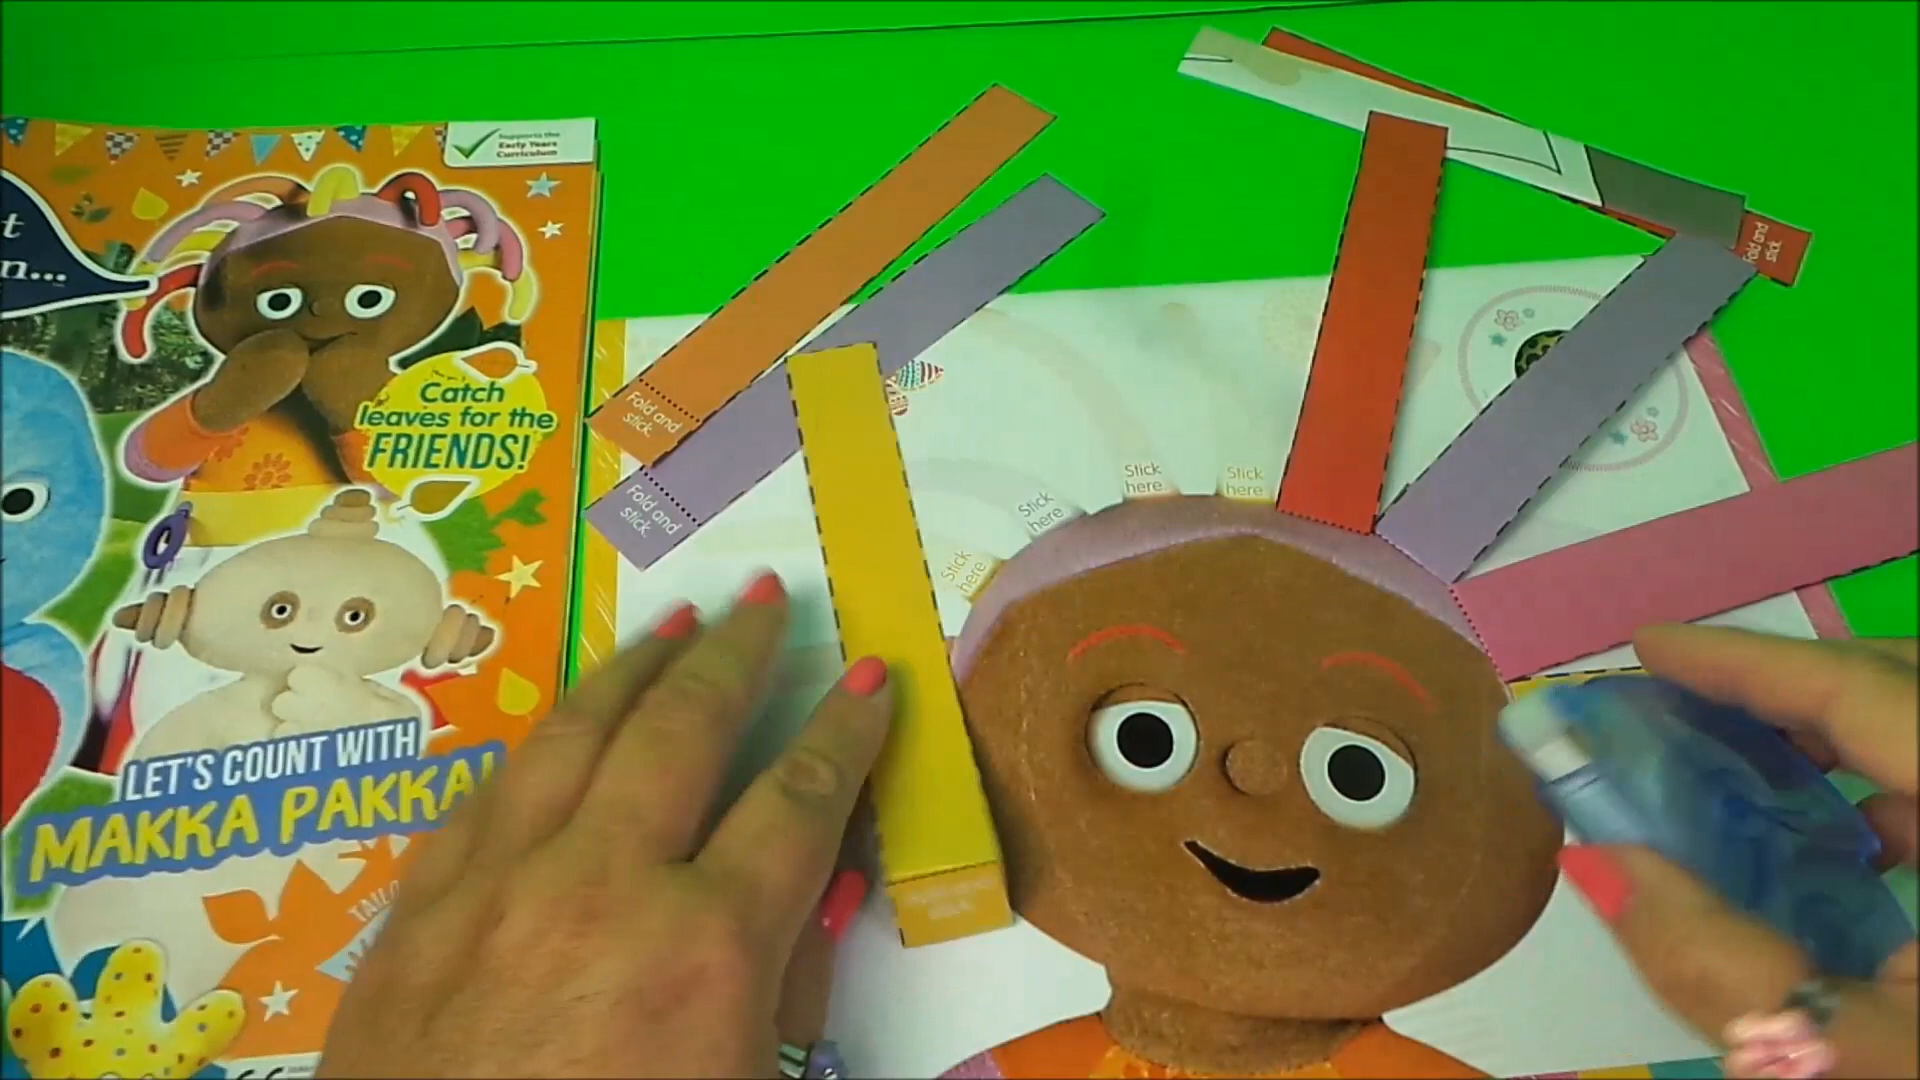 t
n...
Supports the
Early Years
Curriculum
Catch
leaves for the
FRIENDS!
LET'S COUNT WITH
MAKKA PAKKA!
Fold and
stick.
Fold and
stick.
Stick
here
Stick
here
Stick
here
Stick
here
Fold and
stick.